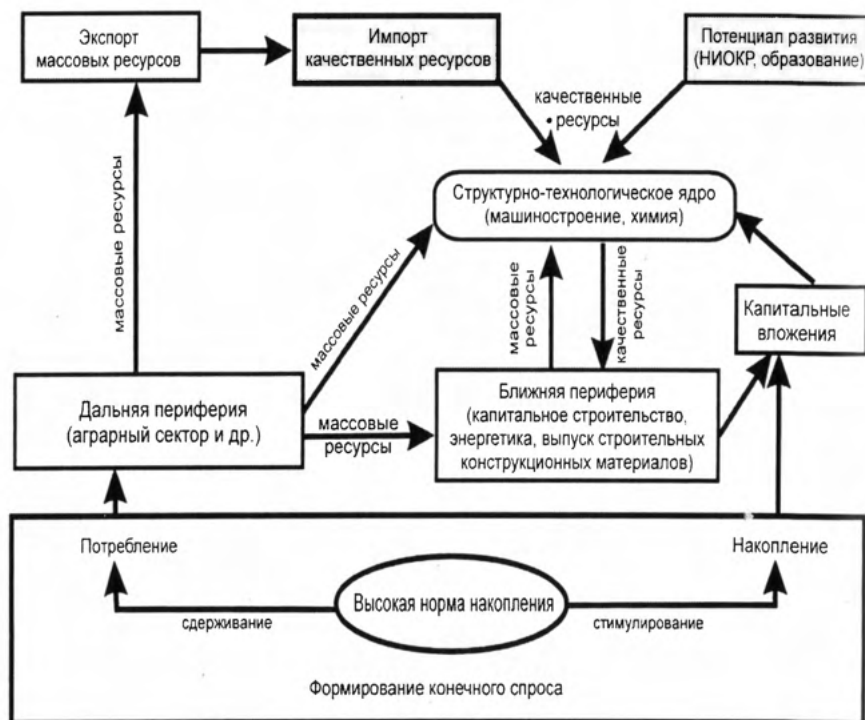 Экспорт
массовых ресурсов
Импорт
качественных ресурсов
Потенциал развития
(НИОКР, образование)
качественные
ресурсы
массовые ресурсы
Структурно-технологическое ядро
(машиностроение, химия)
массовые ресурсы
массовые
ресурсы
качественные
ресурсы
Капитальные
вложения
Дальняя периферия
(аграрный сектор и др.)
массовые
ресурсы
Ближняя периферия
(капитальное строительство,
энергетика, выпуск строительных
конструкционных материалов)
Потребление
Накопление
Высокая норма накопления
сдерживание
стимулирование
Формирование конечного спроса